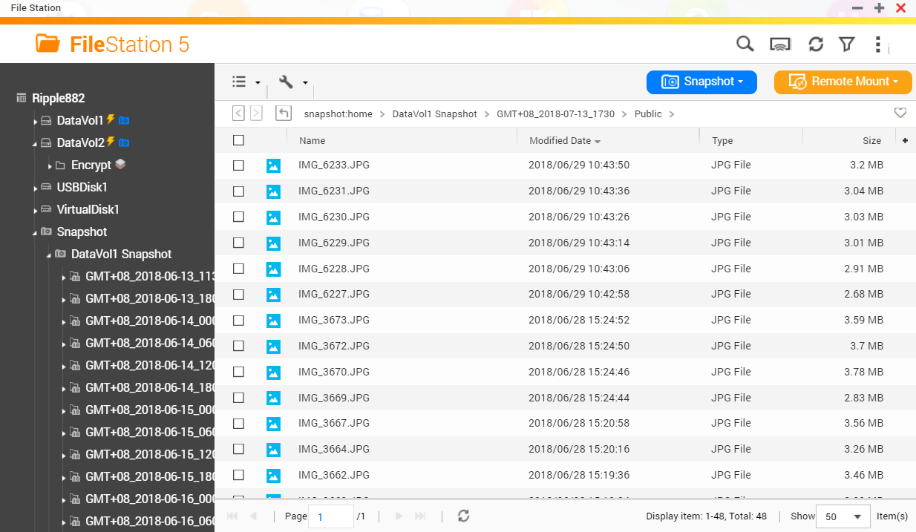 File Station
FileStation 5
Snapshot
Remote Mount
Ripple882
DataVol1
DataVol2
Encrypt
USBDisk1
VirtualDisk1
Snapshot
DataVol1 Snapshot
GMT+08_2018-06-13_113
GMT+08_2018-06-13_180
GMT+08_2018-06-14_000
GMT+08_2018-06-14_060
GMT+08_2018-06-14_120
GMT+08_2018-06-14_180
GMT+08_2018-06-15_000
GMT+08_2018-06-15_060
GMT+08_2018-06-15_120
GMT+08_2018-06-15_180
GMT+08_2018-06-16_000
GMT+08_2018-06-16_060
snapshot:home > DataVol1 Snapshot > GMT+08_2018-07-13_1730 > Public >
Name Modified Date Type Size
IMG_6233.JPG 2018/06/29 10:43:50 JPG File 3.2 MB
IMG_6231.JPG 2018/06/29 10:43:36 JPG File 3.04 MB
IMG_6230.JPG 2018/06/29 10:43:26 JPG File 3.03 MB
IMG_6229.JPG 2018/06/29 10:43:14 JPG File 3.01 MB
IMG_6228.JPG 2018/06/29 10:43:06 JPG File 2.91 MB
IMG_6227.JPG 2018/06/29 10:42:58 JPG File 2.68 MB
IMG_3673.JPG 2018/06/28 15:24:52 JPG File 3.59 MB
IMG_3672.JPG 2018/06/28 15:24:50 JPG File 3.7 MB
IMG_3670.JPG 2018/06/28 15:24:46 JPG File 3.78 MB
IMG_3669.JPG 2018/06/28 15:24:44 JPG File 2.83 MB
IMG_3667.JPG 2018/06/28 15:20:58 JPG File 3.56 MB
IMG_3664.JPG 2018/06/28 15:20:16 JPG File 3.26 MB
IMG_3662.JPG 2018/06/28 15:19:36 JPG File 3.46 MB
Page 1 /1 Display item: 1-48, Total: 48 Show 50 Item(s)